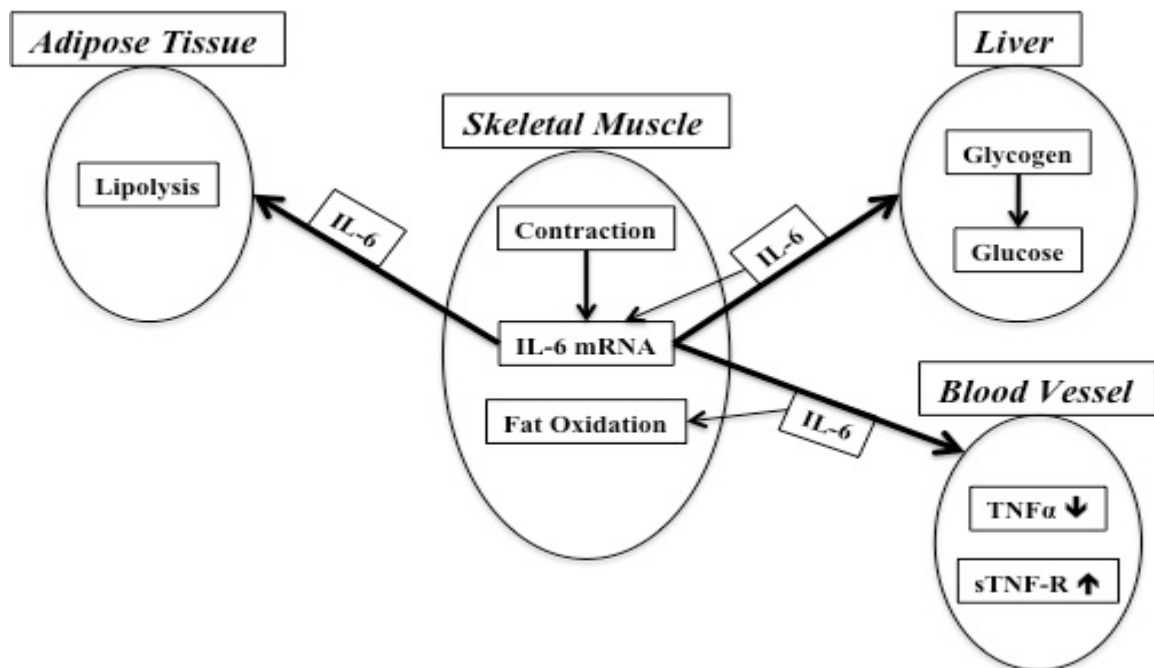 Adipose Tissue
Lipolysis
IL-6
Skeletal Muscle
Contraction
IL-6 mRNA
Fat Oxidation
IL-6
Liver
Glycogen
Glucose
IL-6
Blood Vessel
TNFα 🡫
sTNF-R 🡩